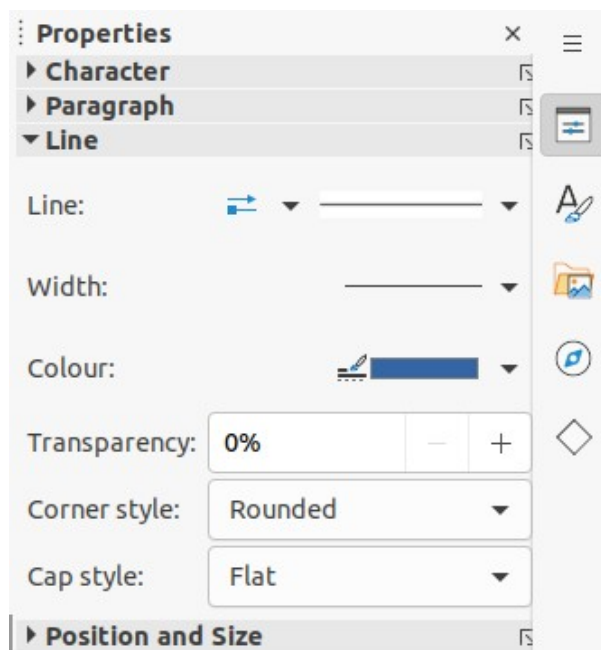 Properties
Character
Paragraph
Line
Line:
Width:
Colour:
Transparency: 0%
Corner style: Rounded
Cap style: Flat
Position and Size